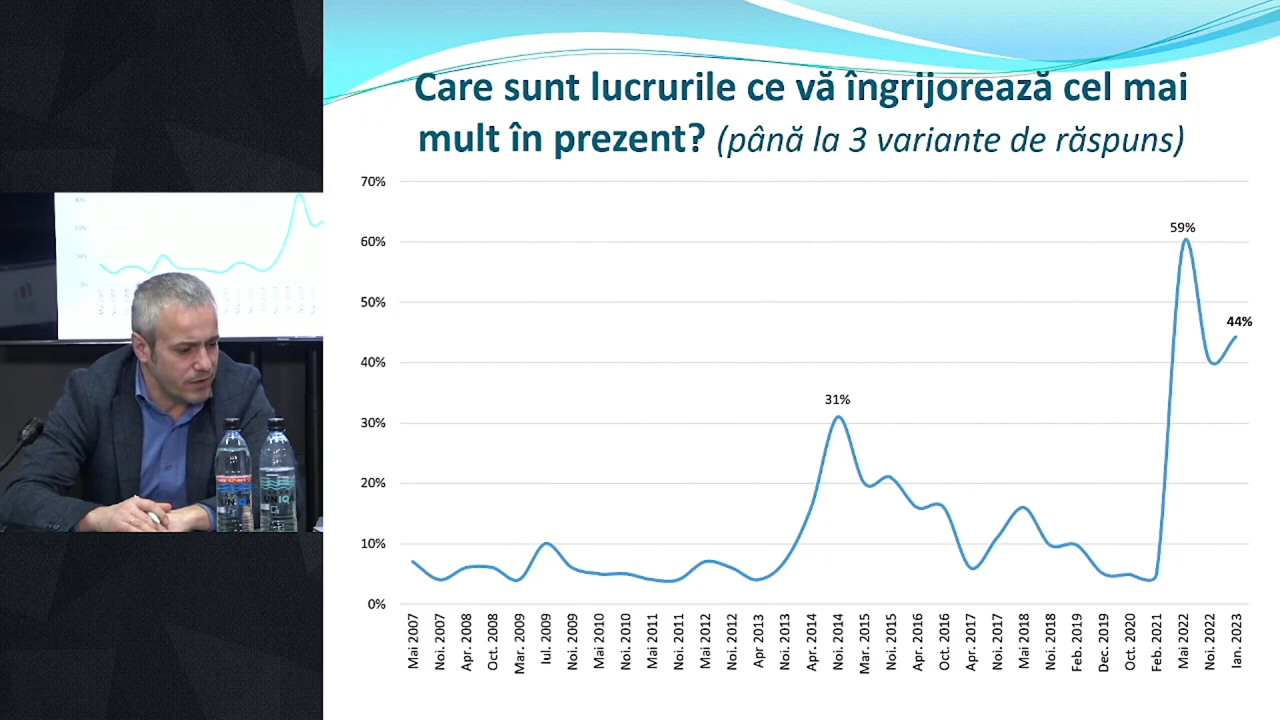 Care sunt lucrurile ce vă îngrijorează cel mai
mult în prezent? (până la 3 variante de răspuns)
70%
60%
50%
40%
30%
20%
10%
0%
31%
59%
44%
Mai 2007
Noi. 2007
Apr. 2008
Oct. 2008
Mar. 2009
Iul. 2009
Noi. 2009
Mai 2010
Noi. 2010
Mai 2011
Noi. 2011
Mai 2012
Noi. 2012
Apr 2013
Noi. 2013
Apr. 2014
Noi. 2014
Mar. 2015
Noi. 2015
Apr. 2016
Oct. 2016
Apr. 2017
Noi. 2017
Mai 2018
Noi. 2018
Feb. 2019
Dec. 2019
Oct. 2020
Feb. 2021
Mai 2022
Noi. 2022
Ian. 2023
UNIQ